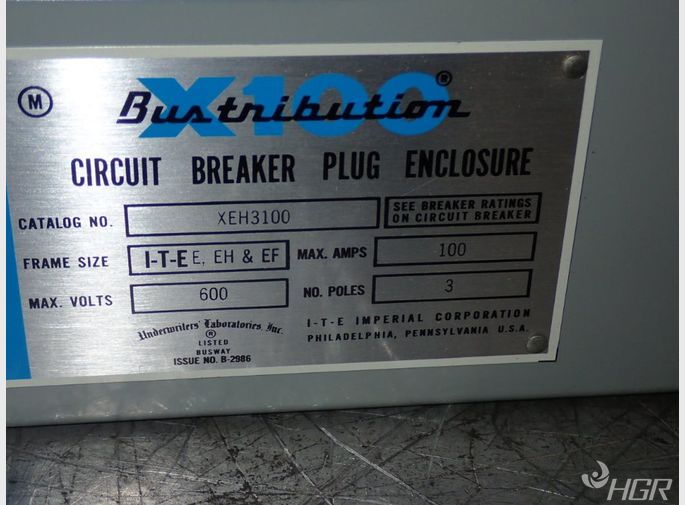 X100
M Bustribution ®
CIRCUIT BREAKER PLUG ENCLOSURE
CATALOG NO. XEH3100 SEE BREAKER RATINGS
ON CIRCUIT BREAKER
FRAME SIZE I-T-E E, EH & EF MAX. AMPS 100
MAX. VOLTS 600 NO. POLES 3
Underwriters' Laboratories, Inc.
®
LISTED
BUSWAY
ISSUE NO. B-2986
I-T-E IMPERIAL CORPORATION
PHILADELPHIA, PENNSYLVANIA U.S.A.
HGR